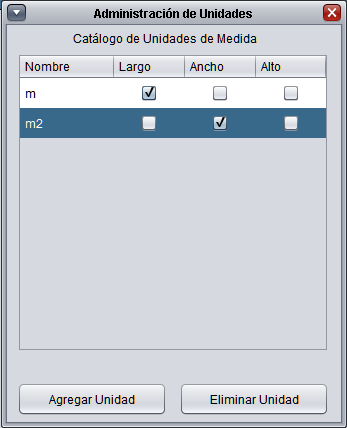 Administración de Unidades
Catálogo de Unidades de Medida
Nombre Largo Ancho Alto
m
m2
Agregar Unidad Eliminar Unidad